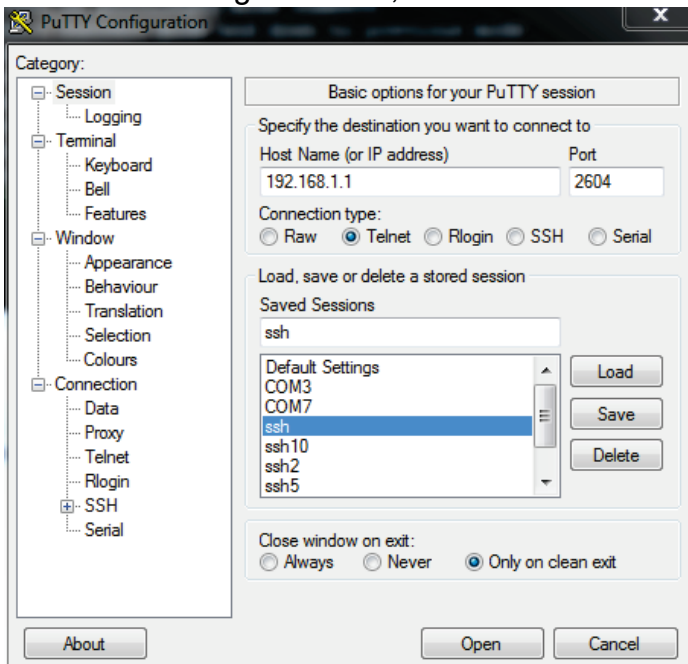 PuTTY Configuration
Category:
Session
Logging
Terminal
Keyboard
Bell
Features
Window
Appearance
Behaviour
Translation
Selection
Colours
Connection
Data
Proxy
Telnet
Rlogin
SSH
Serial
Basic options for your PuTTY session
Specify the destination you want to connect to
Host Name (or IP address) Port
192.168.1.1 2604
Connection type:
Raw Telnet Rlogin SSH Serial
Load, save or delete a stored session
Saved Sessions
ssh
Default Settings
COM3
COM7
ssh
ssh10
ssh2
ssh5
Load
Save
Delete
Close window on exit:
Always Never Only on clean exit
About Open Cancel